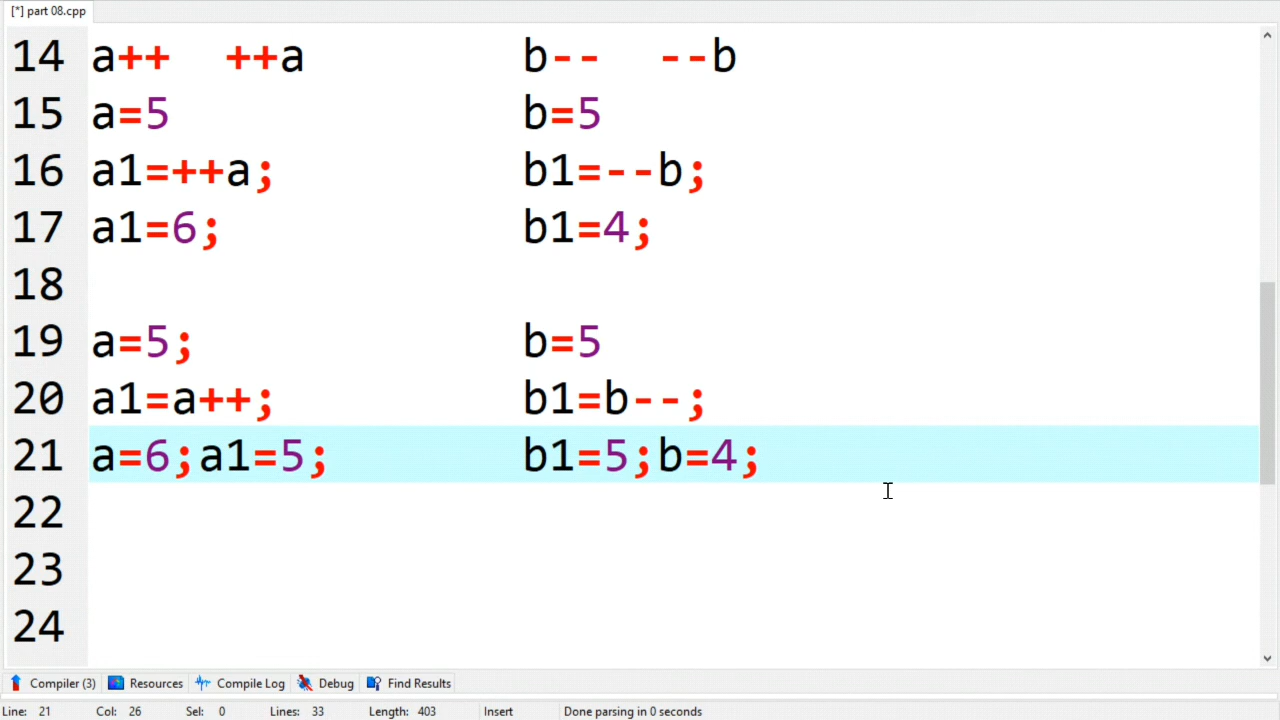 [*] part 08.cpp
14 a++ ++a b-- --b
15 a=5 b=5
16 a1=++a; b1=--b;
17 a1=6; b1=4;
18
19 a=5; b=5
20 a1=a++; b1=b--;
21 a=6;a1=5; b1=5;b=4;
22
23
24
Compiler (3) Resources Compile Log Debug Find Results
Line: 21 Col: 26 Sel: 0 Lines: 33 Length: 403 Insert Done parsing in 0 seconds